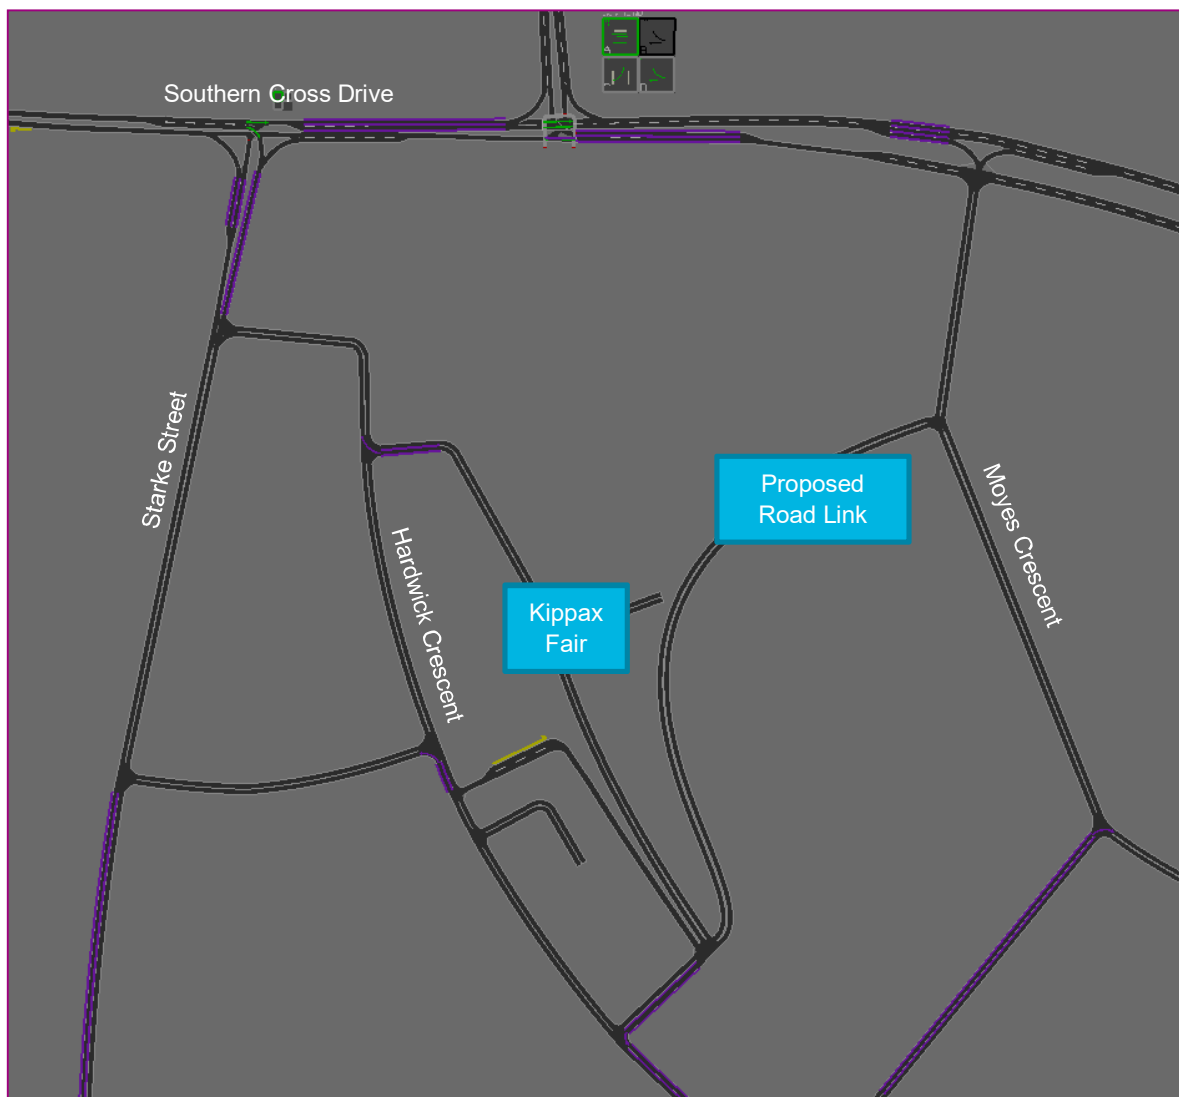 Southern Cross Drive
Starke Street
Hardwick Crescent
Proposed
Road Link
Kippax
Fair
Moyes Crescent